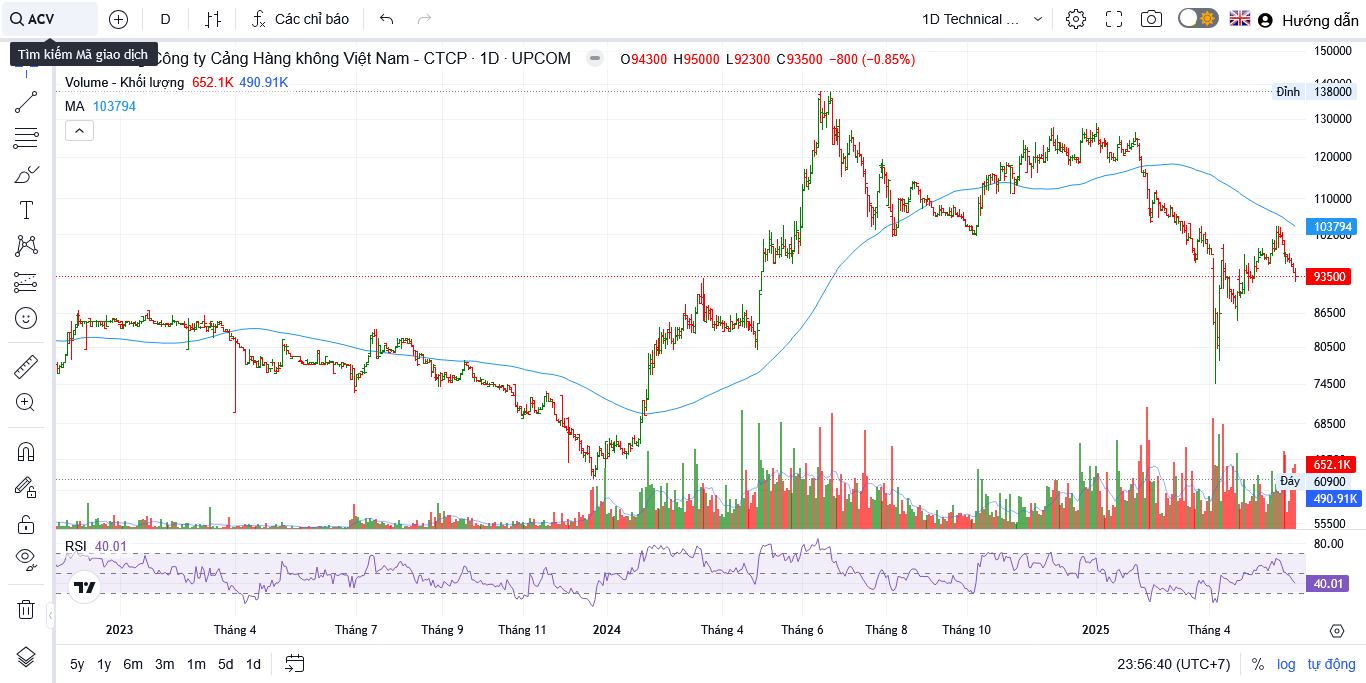 ACV D Các chỉ báo 1D Technical ... Hướng dẫn
Tìm kiếm Mã giao dịch
Công ty Cảng Hàng không Việt Nam - CTCP · 1D · UPCOM O94300 H95000 L92300 C93500 −800 (−0.85%)
Volume - Khối lượng 652.1K 490.91K
MA 103794
150000
140000
Đỉnh 138000
130000
120000
110000
103794
102000
93500
86500
80500
74500
68500
652.1K
Đáy 60900
490.91K
55500
RSI 40.01
80.00
40.01
2023 Tháng 4 Tháng 7 Tháng 9 Tháng 11 2024 Tháng 4 Tháng 6 Tháng 8 Tháng 10 2025 Tháng 4
5y 1y 6m 3m 1m 5d 1d 23:56:40 (UTC+7) % log tự động